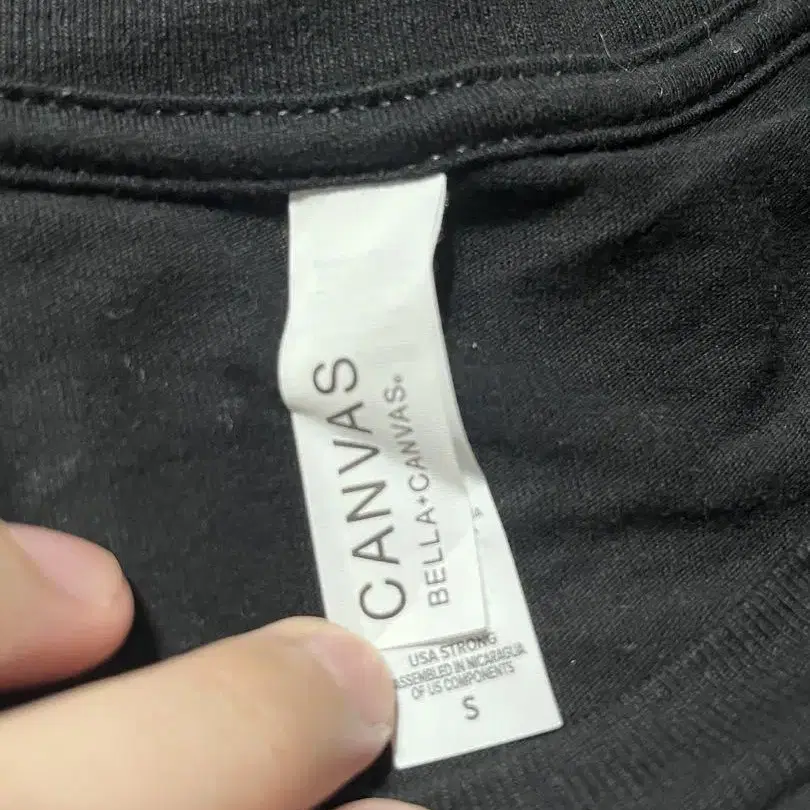 CANVAS
BELLA+CANVAS®
USA STRONG
ASSEMBLED IN NICARAGUA
OF US COMPONENTS
S